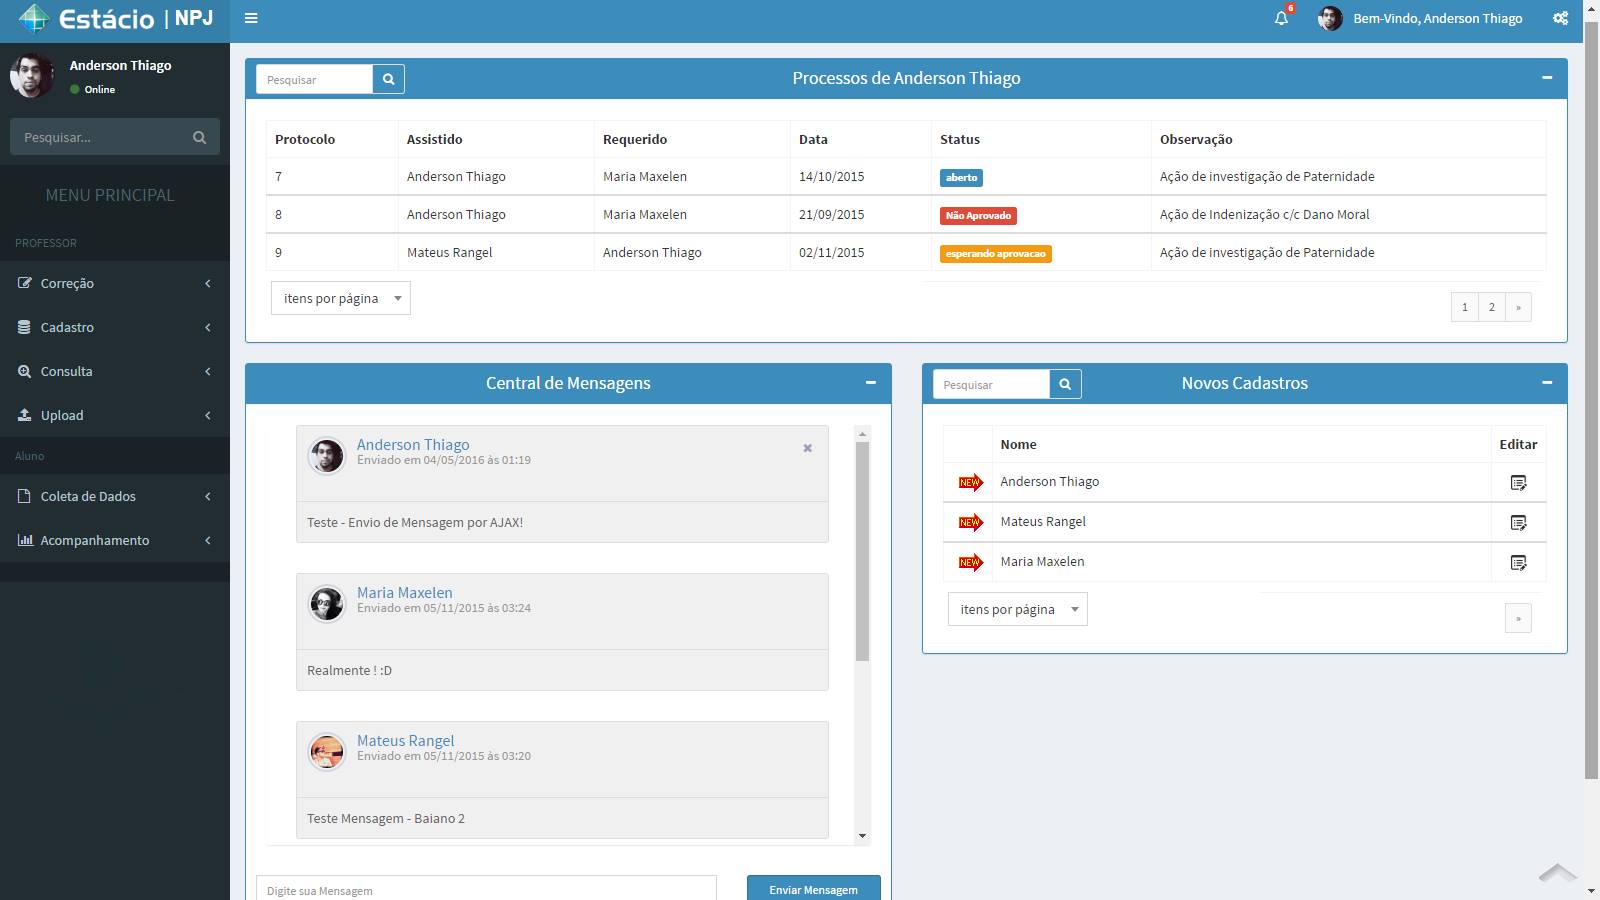 Estácio | NPJ
6
Bem-Vindo, Anderson Thiago
Anderson Thiago
Online
Pesquisar...
MENU PRINCIPAL
PROFESSOR
Correção
Cadastro
Consulta
Upload
Aluno
Coleta de Dados
Acompanhamento
Pesquisar
Processos de Anderson Thiago
Protocolo Assistido Requerido Data Status Observação
7 Anderson Thiago Maria Maxelen 14/10/2015 aberto Ação de investigação de Paternidade
8 Anderson Thiago Maria Maxelen 21/09/2015 Não Aprovado Ação de Indenização c/c Dano Moral
9 Mateus Rangel Anderson Thiago 02/11/2015 esperando aprovacao Ação de investigação de Paternidade
itens por página
1 2 »
Central de Mensagens
Anderson Thiago
Enviado em 04/05/2016 às 01:19
Teste - Envio de Mensagem por AJAX!
Maria Maxelen
Enviado em 05/11/2015 às 03:24
Realmente ! :D
Mateus Rangel
Enviado em 05/11/2015 às 03:20
Teste Mensagem - Baiano 2
Digite sua Mensagem
Enviar Mensagem
Pesquisar
Novos Cadastros
Nome Editar
NEW Anderson Thiago
NEW Mateus Rangel
NEW Maria Maxelen
itens por página
»